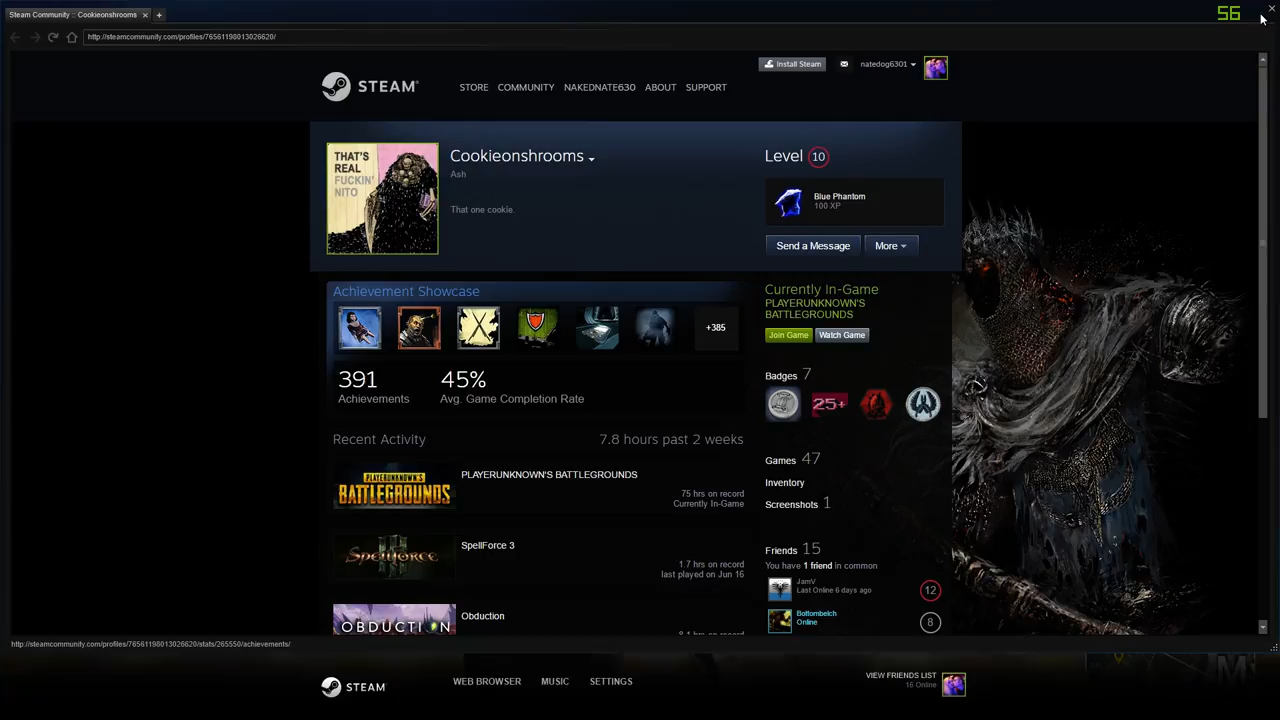 Steam Community :: Cookieonshrooms
56
http://steamcommunity.com/profiles/76561198013026620/
Install Steam
natedog6301
STEAM
STORE COMMUNITY NAKEDNATE630 ABOUT SUPPORT
THAT'S
REAL
FUCKIN'
NITO
Cookieonshrooms
Ash
That one cookie.
Level 10
Blue Phantom
100 XP
Send a Message
More
Achievement Showcase
+385
391
Achievements
45%
Avg. Game Completion Rate
Currently In-Game
PLAYERUNKNOWN'S
BATTLEGROUNDS
Join Game
Watch Game
Badges 7
25+
Recent Activity
7.8 hours past 2 weeks
PLAYERUNKNOWN'S
BATTLEGROUNDS
PLAYERUNKNOWN'S BATTLEGROUNDS
75 hrs on record
Currently In-Game
SPELLFORCE
SpellForce 3
1.7 hrs on record
last played on Jun 16
OBDUCTION
Obduction
Games 47
Inventory
Screenshots 1
Friends 15
You have 1 friend in common
JamV
Last Online 6 days ago
12
Bottombelch
Online
8
http://steamcommunity.com/profiles/76561198013026620/stats/265550/achievements/
STEAM
WEB BROWSER MUSIC SETTINGS
VIEW FRIENDS LIST
16 Online